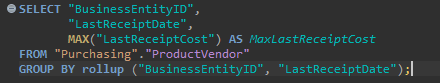 SELECT "BusinessEntityID",
"LastReceiptDate",
MAX("LastReceiptCost") AS MaxLastReceiptCost
FROM "Purchasing"."ProductVendor"
GROUP BY rollup ("BusinessEntityID", "LastReceiptDate");